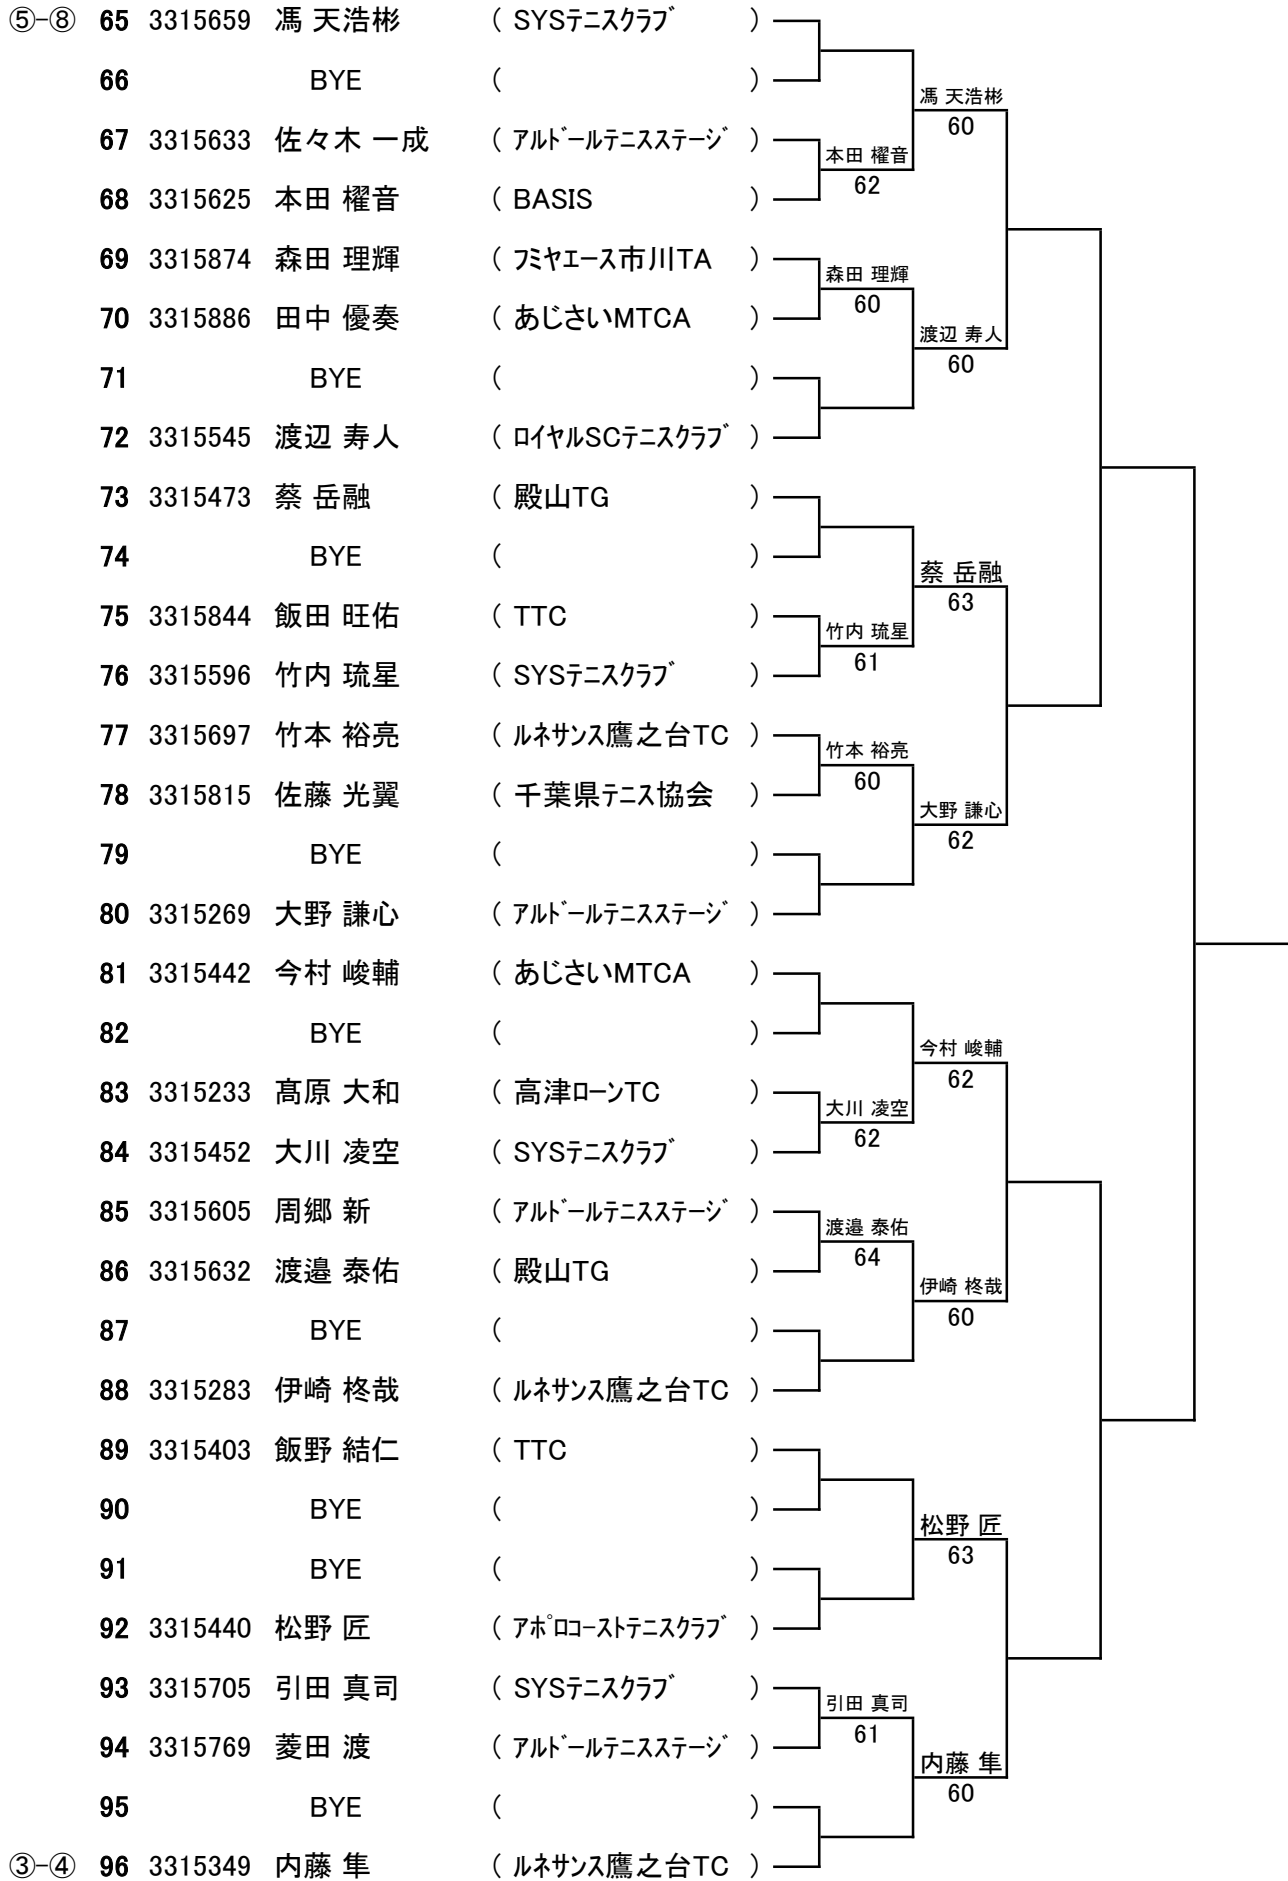 ⑤-⑧ 65 3315659 馮 天浩彬 ( SYSﾃﾆｽｸﾗﾌﾞ )
66 BYE ( )
馮 天浩彬
60
67 3315633 佐々木 一成 ( ｱﾙﾄﾞｰﾙﾃﾆｽｽﾃｰｼﾞ )
本田 櫂音
62
68 3315625 本田 櫂音 ( BASIS )
69 3315874 森田 理輝 ( ﾌﾐﾔｴｰｽ市川TA )
森田 理輝
60
70 3315886 田中 優奏 ( あじさいMTCA )
渡辺 寿人
60
71 BYE ( )
72 3315545 渡辺 寿人 ( ﾛｲﾔﾙSCﾃﾆｽｸﾗﾌﾞ )
73 3315473 蔡 岳融 ( 殿山TG )
74 BYE ( )
蔡 岳融
63
75 3315844 飯田 旺佑 ( TTC )
竹内 琉星
61
76 3315596 竹内 琉星 ( SYSﾃﾆｽｸﾗﾌﾞ )
77 3315697 竹本 裕亮 ( ﾙﾈｻﾝｽ鷹之台TC )
竹本 裕亮
60
78 3315815 佐藤 光翼 ( 千葉県ﾃﾆｽ協会 )
大野 謙心
62
79 BYE ( )
80 3315269 大野 謙心 ( ｱﾙﾄﾞｰﾙﾃﾆｽｽﾃｰｼﾞ )
81 3315442 今村 峻輔 ( あじさいMTCA )
82 BYE ( )
今村 峻輔
62
83 3315233 髙原 大和 ( 高津ﾛｰﾝTC )
大川 凌空
62
84 3315452 大川 凌空 ( SYSﾃﾆｽｸﾗﾌﾞ )
85 3315605 周郷 新 ( ｱﾙﾄﾞｰﾙﾃﾆｽｽﾃｰｼﾞ )
渡邉 泰佑
64
86 3315632 渡邉 泰佑 ( 殿山TG )
伊崎 柊哉
60
87 BYE ( )
88 3315283 伊崎 柊哉 ( ﾙﾈｻﾝｽ鷹之台TC )
89 3315403 飯野 結仁 ( TTC )
90 BYE ( )
松野 匠
63
91 BYE ( )
92 3315440 松野 匠 ( ｱﾎﾟﾛｺｰｽﾄﾃﾆｽｸﾗﾌﾞ )
93 3315705 引田 真司 ( SYSﾃﾆｽｸﾗﾌﾞ )
引田 真司
61
94 3315769 菱田 渡 ( ｱﾙﾄﾞｰﾙﾃﾆｽｽﾃｰｼﾞ )
内藤 隼
60
95 BYE ( )
③-④ 96 3315349 内藤 隼 ( ﾙﾈｻﾝｽ鷹之台TC )